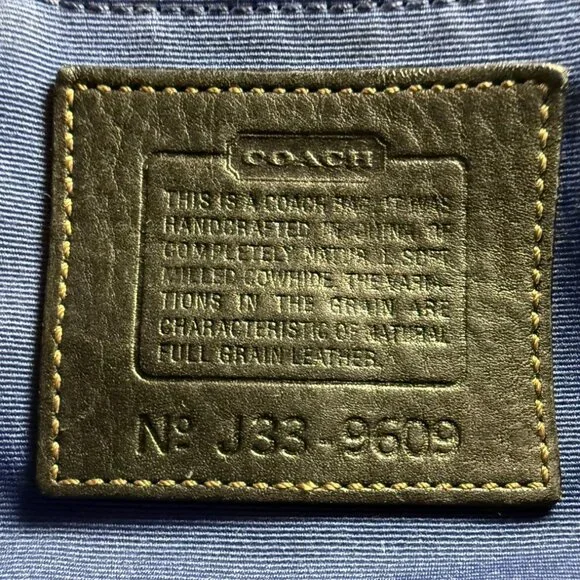 COACH
THIS IS A COACH BAG. IT WAS
HANDCRAFTED IN CHINA OF
COMPLETELY NATURAL SOFT
MILLED COWHIDE. THE VARIA-
TIONS IN THE GRAIN ARE
CHARACTERISTIC OF NATURAL
FULL GRAIN LEATHER.
Nº J33-9609